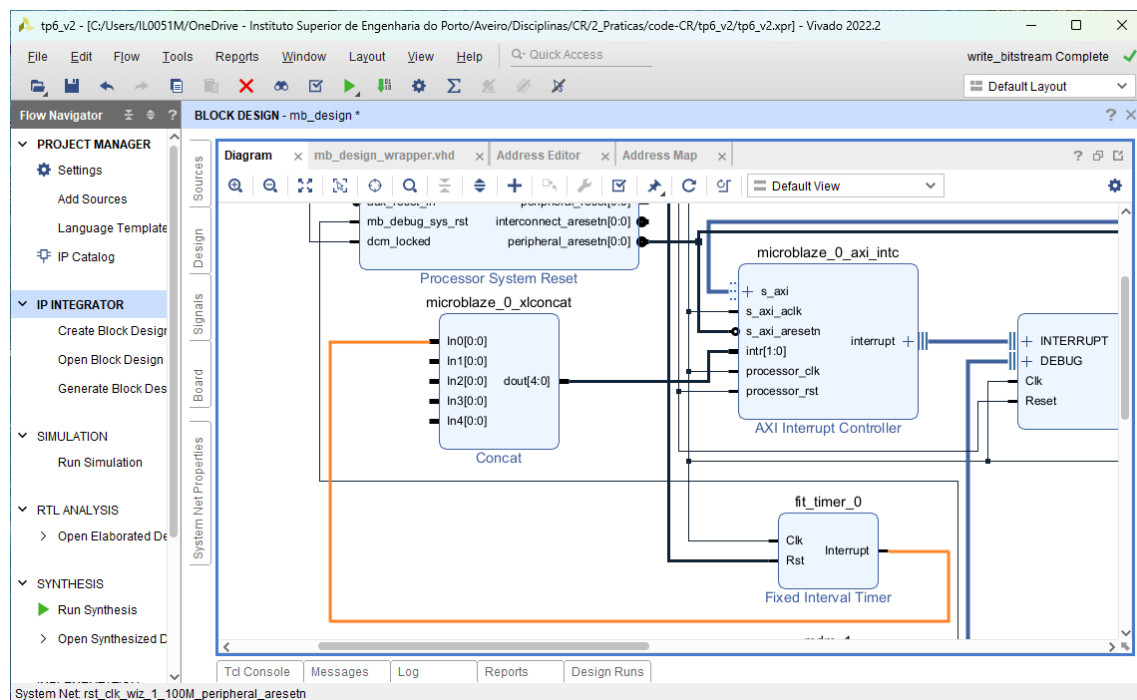 tp6_v2 - [C:/Users/IL0051M/OneDrive - Instituto Superior de Engenharia do Porto/Aveiro/Disciplinas/CR/2_Praticas/code-CR/tp6_v2/tp6_v2.xpr] - Vivado 2022.2
File Edit Flow Tools Reports Window Layout View Help Q- Quick Access write_bitstream Complete
Default Layout
Flow Navigator ?
BLOCK DESIGN - mb_design * ?
PROJECT MANAGER
Settings
Add Sources
Language Template
IP Catalog
IP INTEGRATOR
Create Block Design
Open Block Design
Generate Block Des
SIMULATION
Run Simulation
RTL ANALYSIS
Open Elaborated De
SYNTHESIS
Run Synthesis
Open Synthesized D
Sources
Design
Signals
Board
System Net Properties
Diagram mb_design_wrapper.vhd Address Editor Address Map ?
Default View
mb_debug_sys_rst interconnect_aresetn[0:0]
dcm_locked peripheral_aresetn[0:0]
Processor System Reset
microblaze_0_xlconcat
In0[0:0]
In1[0:0]
In2[0:0] dout[4:0]
In3[0:0]
In4[0:0]
Concat
microblaze_0_axi_intc
s_axi
s_axi_aclk
s_axi_aresetn
intr[1:0] interrupt
processor_clk
processor_rst
AXI Interrupt Controller
INTERRUPT
DEBUG
Clk
Reset
fit_timer_0
Clk
Rst Interrupt
Fixed Interval Timer
Tcl Console Messages Log Reports Design Runs
System Net: rst_clk_wiz_1_100M_peripheral_aresetn